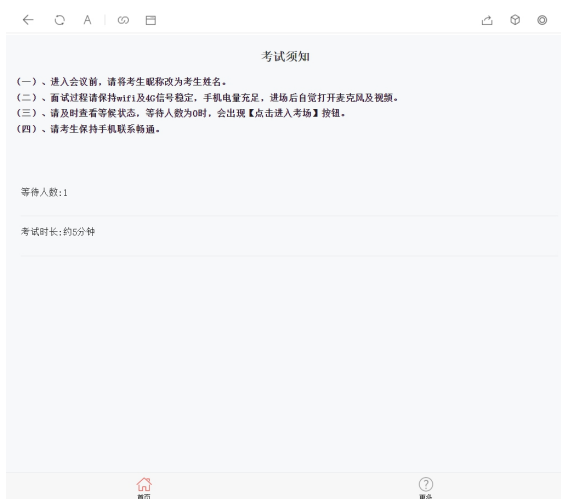 A
考试须知
(一)、进入会议前，请将考生昵称改为考生姓名。
(二)、面试过程请保持wifi及4G信号稳定，手机电量充足，进场后自觉打开麦克风及视频。
(三)、请及时查看等候状态，等待人数为0时，会出现【点击进入考场】按钮。
(四)、请考生保持手机联系畅通。
等待人数:1
考试时长:约5分钟
首页